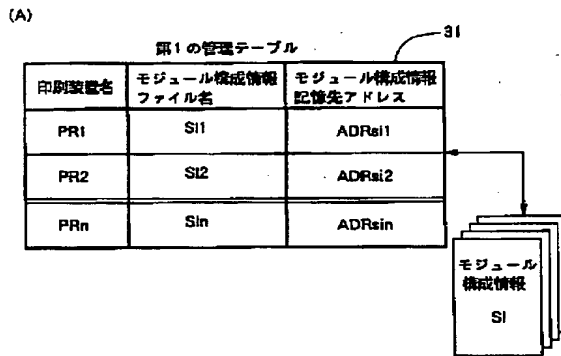 (A)
第1の管理テーブル
31
印刷装置名 モジュール構成情報 モジュール構成情報
ファイル名 記憶先アドレス
PR1 SI1 ADRsi1
PR2 SI2 ADRsi2
PRn SIn ADRsin
モジュール
構成情報
SI